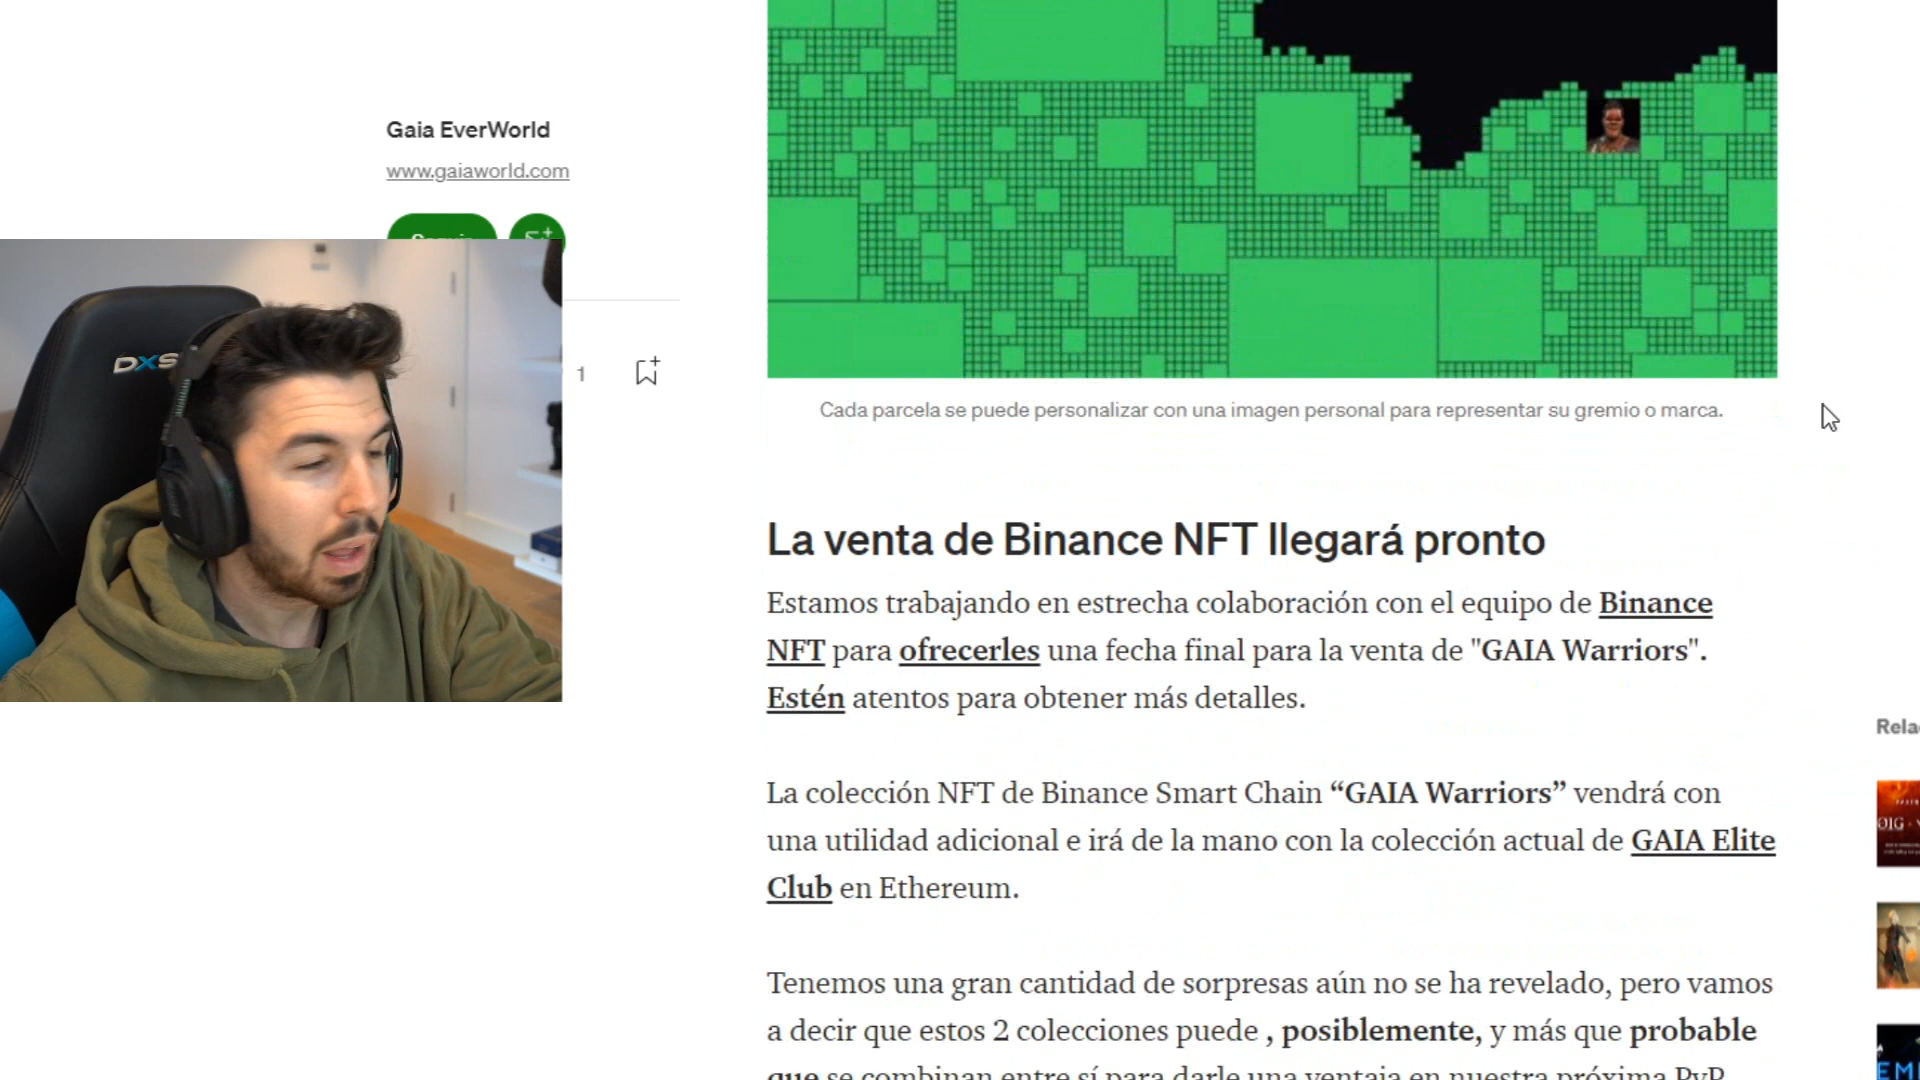 Gaia EverWorld
www.gaiaworld.com
DXS
1
Cada parcela se puede personalizar con una imagen personal para representar su gremio o marca.
La venta de Binance NFT llegará pronto
Estamos trabajando en estrecha colaboración con el equipo de Binance
NFT para ofrecerles una fecha final para la venta de "GAIA Warriors".
Estén atentos para obtener más detalles.
La colección NFT de Binance Smart Chain “GAIA Warriors” vendrá con
una utilidad adicional e irá de la mano con la colección actual de GAIA Elite
Club en Ethereum.
Tenemos una gran cantidad de sorpresas aún no se ha revelado, pero vamos
a decir que estos 2 colecciones puede , posiblemente, y más que probable
que se combinan entre sí para darle una ventaja en nuestra próxima PvP
Rela
OIG
EM